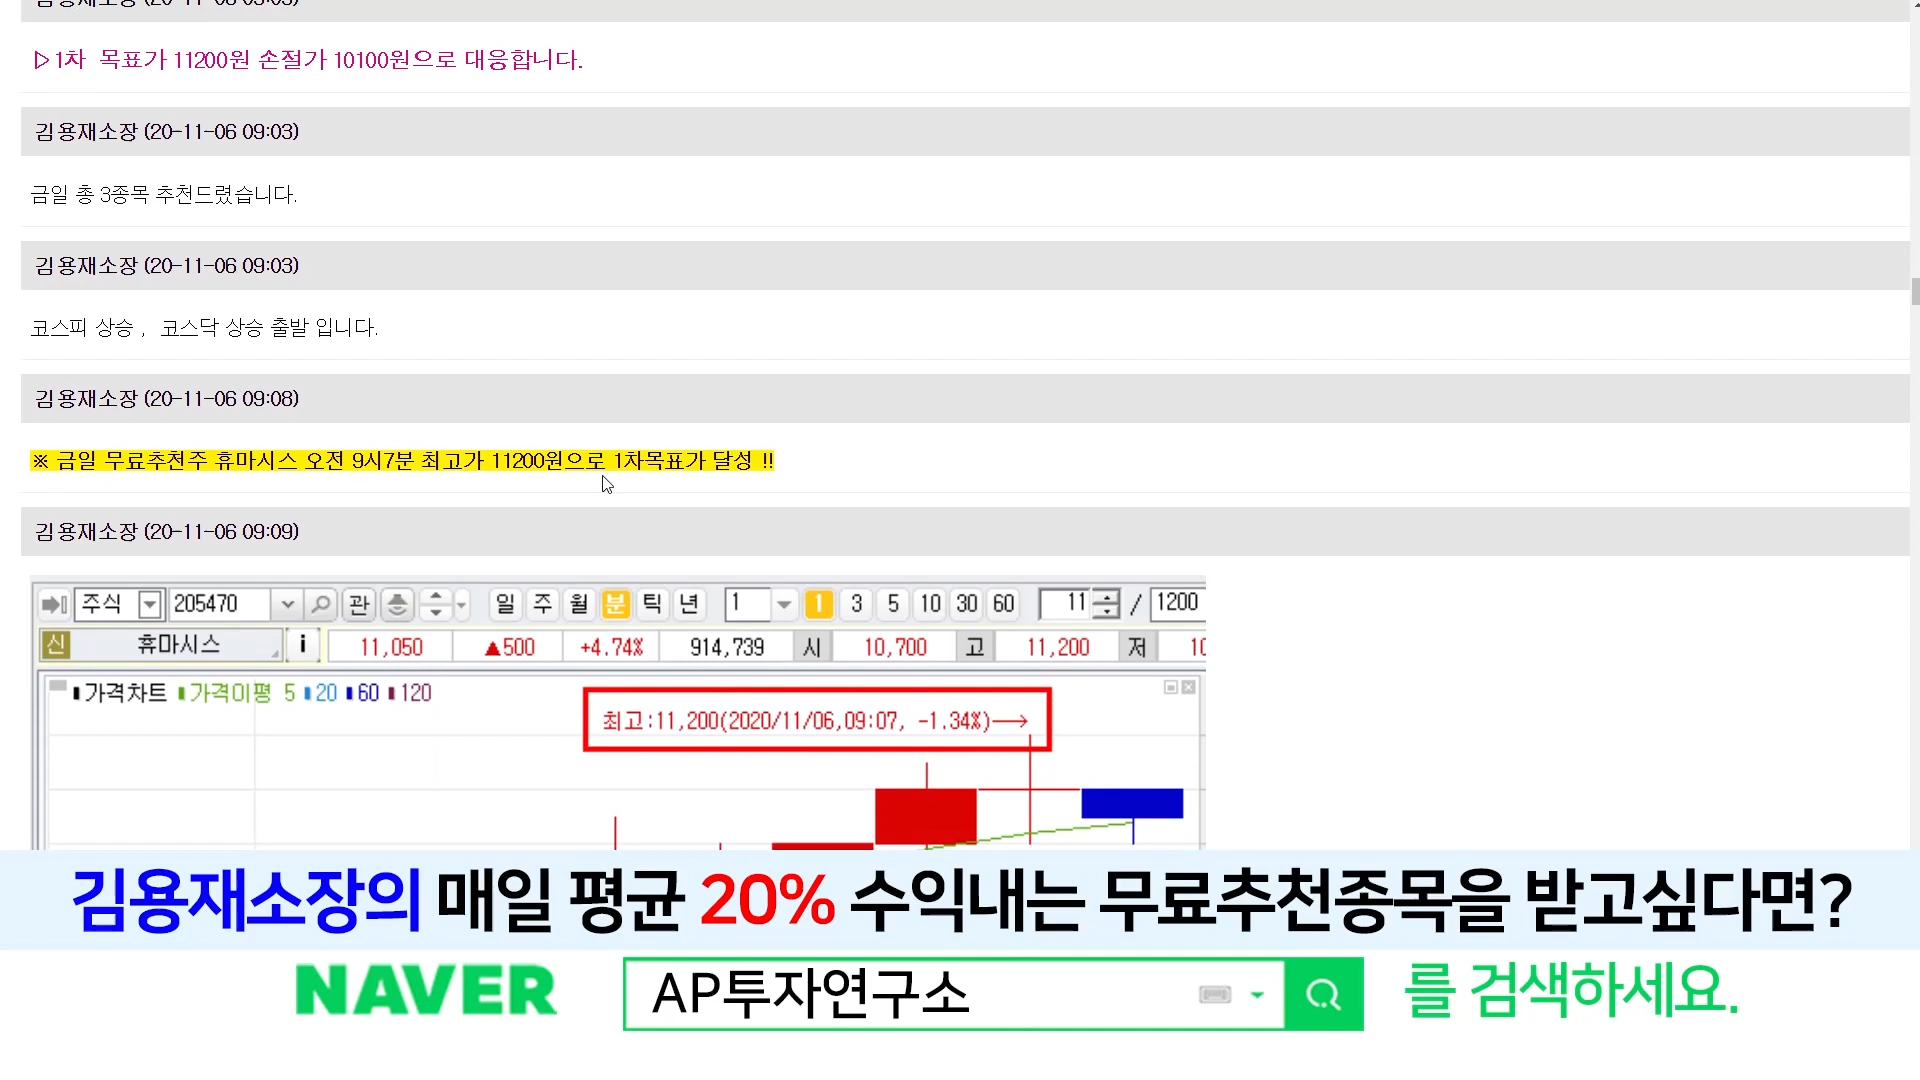 김용재소장 (20-11-06 09:03)
▷1차 목표가 11200원 손절가 10100원으로 대응합니다.
김용재소장 (20-11-06 09:03)
금일 총 3종목 추천드렸습니다.
김용재소장 (20-11-06 09:03)
코스피 상승 , 코스닥 상승 출발 입니다.
김용재소장 (20-11-06 09:08)
※ 금일 무료추천주 휴마시스 오전 9시7분 최고가 11200원으로 1차목표가 달성 !!
김용재소장 (20-11-06 09:09)
주식 205470 관 일 주 월 분 틱 년 1 1 3 5 10 30 60 11 / 1200
신 휴마시스 i 11,050 ▲500 +4.74% 914,739 시 10,700 고 11,200 저
가격차트 가격이평 5 20 60 120
최고:11,200(2020/11/06,09:07, -1.34%)→
김용재소장의 매일 평균 20% 수익내는 무료추천종목을 받고싶다면?
NAVER AP투자연구소 를 검색하세요.